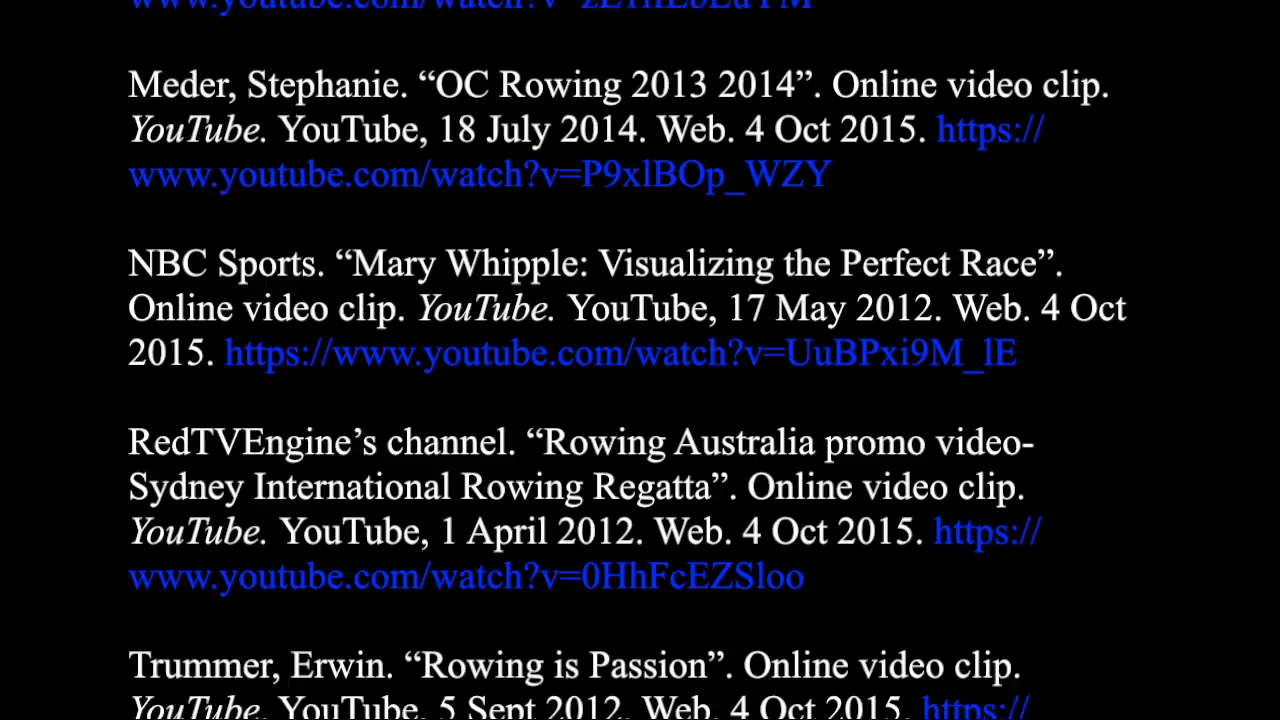 Meder, Stephanie. “OC Rowing 2013 2014”. Online video clip.
YouTube. YouTube, 18 July 2014. Web. 4 Oct 2015. https://
www.youtube.com/watch?v=P9xlBOp_WZY
NBC Sports. “Mary Whipple: Visualizing the Perfect Race”.
Online video clip. YouTube. YouTube, 17 May 2012. Web. 4 Oct
2015. https://www.youtube.com/watch?v=UuBPxi9M_lE
RedTVEngine’s channel. “Rowing Australia promo video-
Sydney International Rowing Regatta”. Online video clip.
YouTube. YouTube, 1 April 2012. Web. 4 Oct 2015. https://
www.youtube.com/watch?v=0HhFcEZSloo
Trummer, Erwin. “Rowing is Passion”. Online video clip.
YouTube. YouTube, 5 Sept 2012. Web. 4 Oct 2015. https://